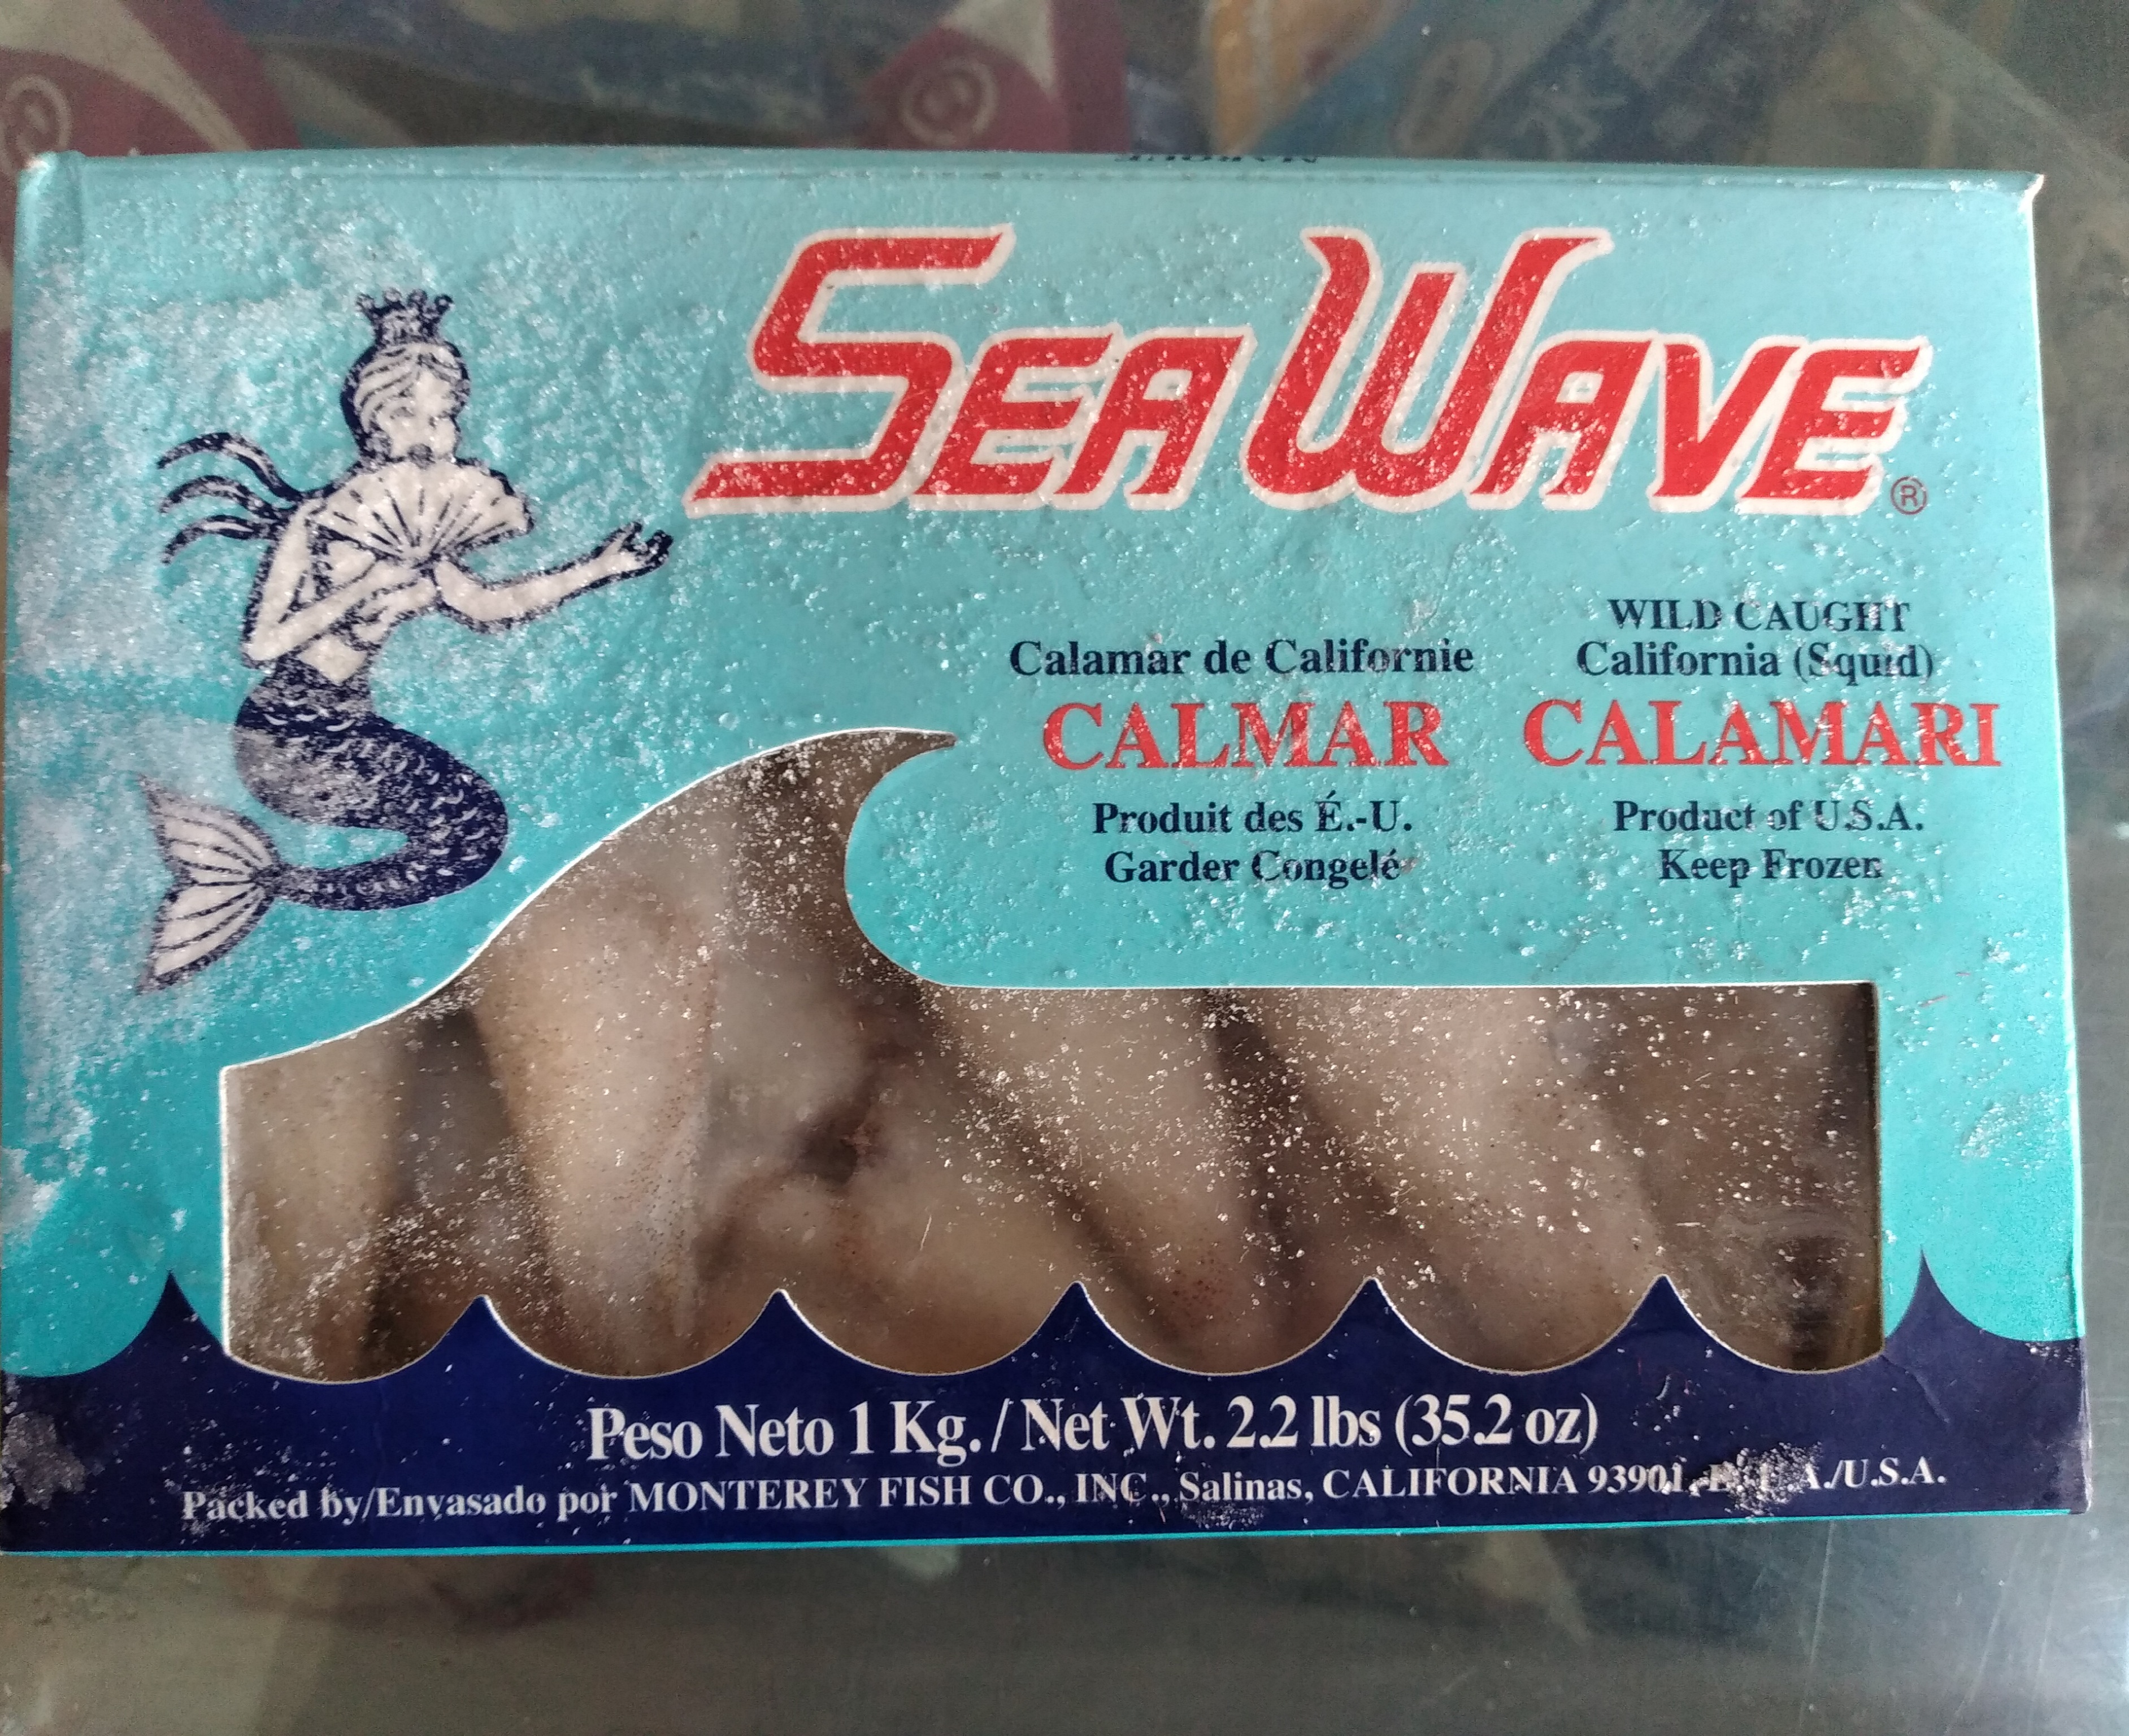 SEA WAVE ®
Calamar de Californie
CALMAR
Produit des É.-U.
Garder Congelé
WILD CAUGHT
California (Squid)
CALAMARI
Product of U.S.A.
Keep Frozen
Peso Neto 1 Kg. / Net Wt. 2.2 lbs (35.2 oz)
Packed by/Envasado por MONTEREY FISH CO., INC., Salinas, CALIFORNIA 93901, /U.S.A.